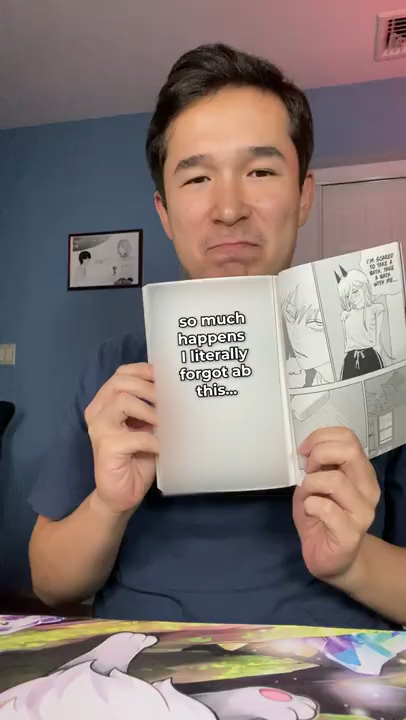 so much
happens
I literally
forgot ab
this...
I'M SCARED
TO TAKE A
BATH. TAKE A
BATH WITH
ME...